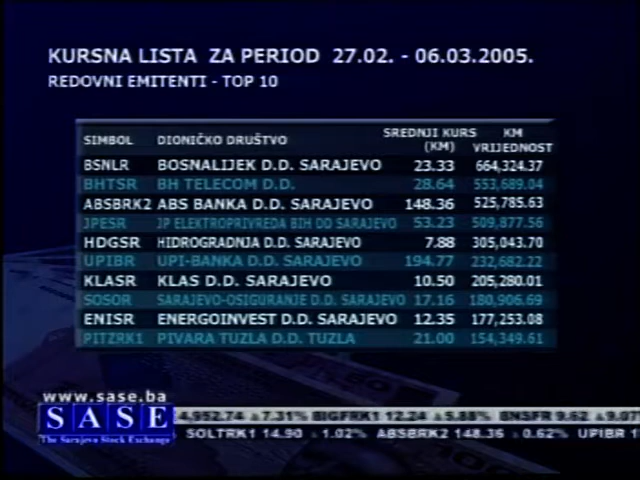 KURSNA LISTA ZA PERIOD 27.02. - 06.03.2005.
REDOVNI EMITENTI - TOP 10
SIMBOL DIONIČKO DRUŠTVO SREDNJI KURS (KM) KM VRIJEDNOST
BSNLR BOSNALIJEK D.D. SARAJEVO 23.33 664,324.37
BHTSR BH TELECOM D.D. 28.64 553,689.04
ABSBRK2 ABS BANKA D.D. SARAJEVO 148.36 525,785.63
JPESR JP ELEKTROPRIVREDA BIH DD SARAJEVO 53.23 509,877.56
HDGSR HIDROGRADNJA D.D. SARAJEVO 7.88 305,043.70
UPIBR UPI-BANKA D.D. SARAJEVO 194.77 232,682.22
KLASR KLAS D.D. SARAJEVO 10.50 205,280.01
SOSOR SARAJEVO-OSIGURANJE D.D. SARAJEVO 17.16 180,906.69
ENISR ENERGOINVEST D.D. SARAJEVO 12.35 177,253.08
PITZRK1 PIVARA TUZLA D.D. TUZLA 21.00 154,349.61
www.sase.ba
SASE
The Sarajevo Stock Exchange
4,952.74 7.31% BIGFRK1 12.24 5.88% BNSFR 9.62 9.07
SOLTRK1 14.90 1.02% ABSBRK2 148.36 0.62% UPIBR